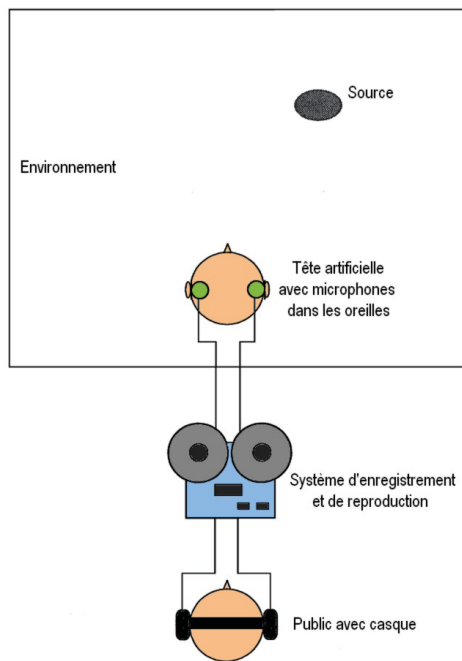 Source
Environnement
Tête artificielle
avec microphones
dans les oreilles
Système d'enregistrement
et de reproduction
Public avec casque